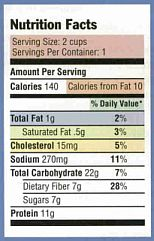 Nutrition Facts
Serving Size: 2 cups
Servings Per Container: 1
Amount Per Serving
Calories 140 Calories from Fat 10
% Daily Value*
Total Fat 1g 2%
Saturated Fat .5g 3%
Cholesterol 15mg 5%
Sodium 270mg 11%
Total Carbohydrate 22g 7%
Dietary Fiber 7g 28%
Sugars 7g
Protein 11g